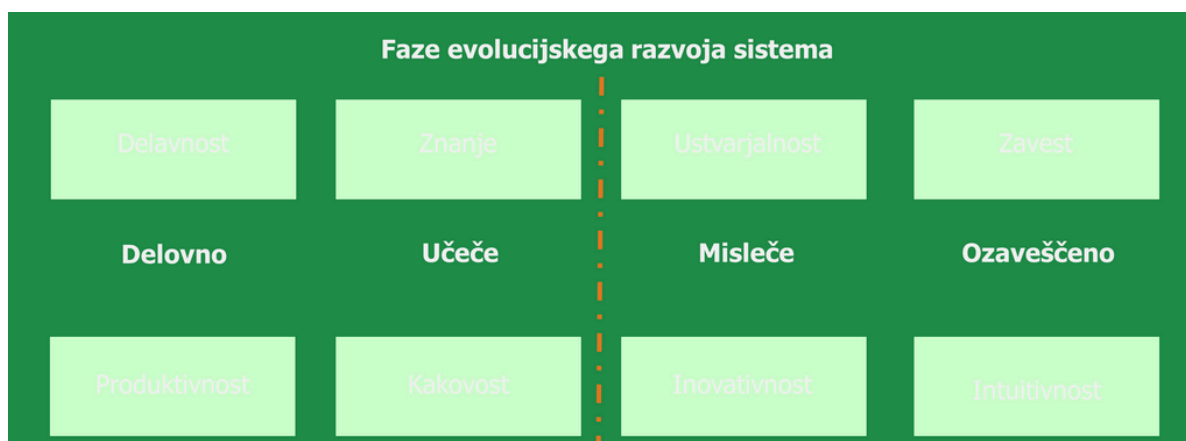 Faze evolucijskega razvoja sistema
Delavnost Znanje Ustvarjalnost Zavest
Delovno Učeče Misleče Ozaveščeno
Produktivnost Kakovost Inovativnost Intuitivnost